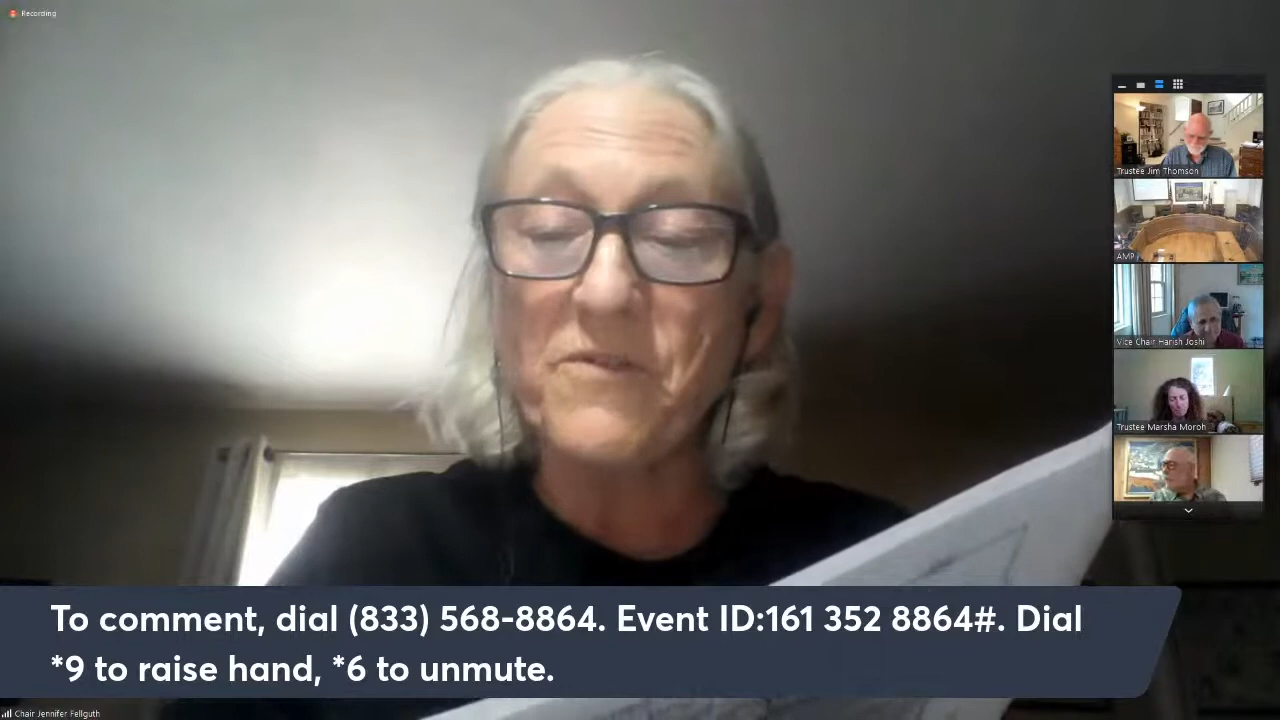 Recording
Trustee Jim Thomson
AMP
Vice Chair Harish Joshi
Trustee Marsha Moroh
To comment, dial (833) 568-8864. Event ID:161 352 8864#. Dial
*9 to raise hand, *6 to unmute.
Chair Jennifer Fellguth